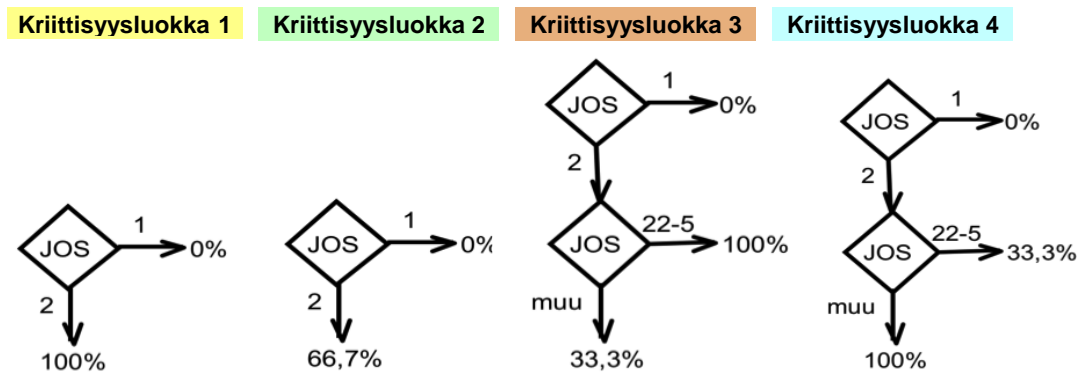 Kriittisyysluokka 1
JOS
1
0%
2
100%
Kriittisyysluokka 2
JOS
1
0%
2
66,7%
Kriittisyysluokka 3
JOS
1
0%
2
JOS
22-5
100%
muu
33,3%
Kriittisyysluokka 4
JOS
1
0%
2
JOS
22-5
33,3%
muu
100%